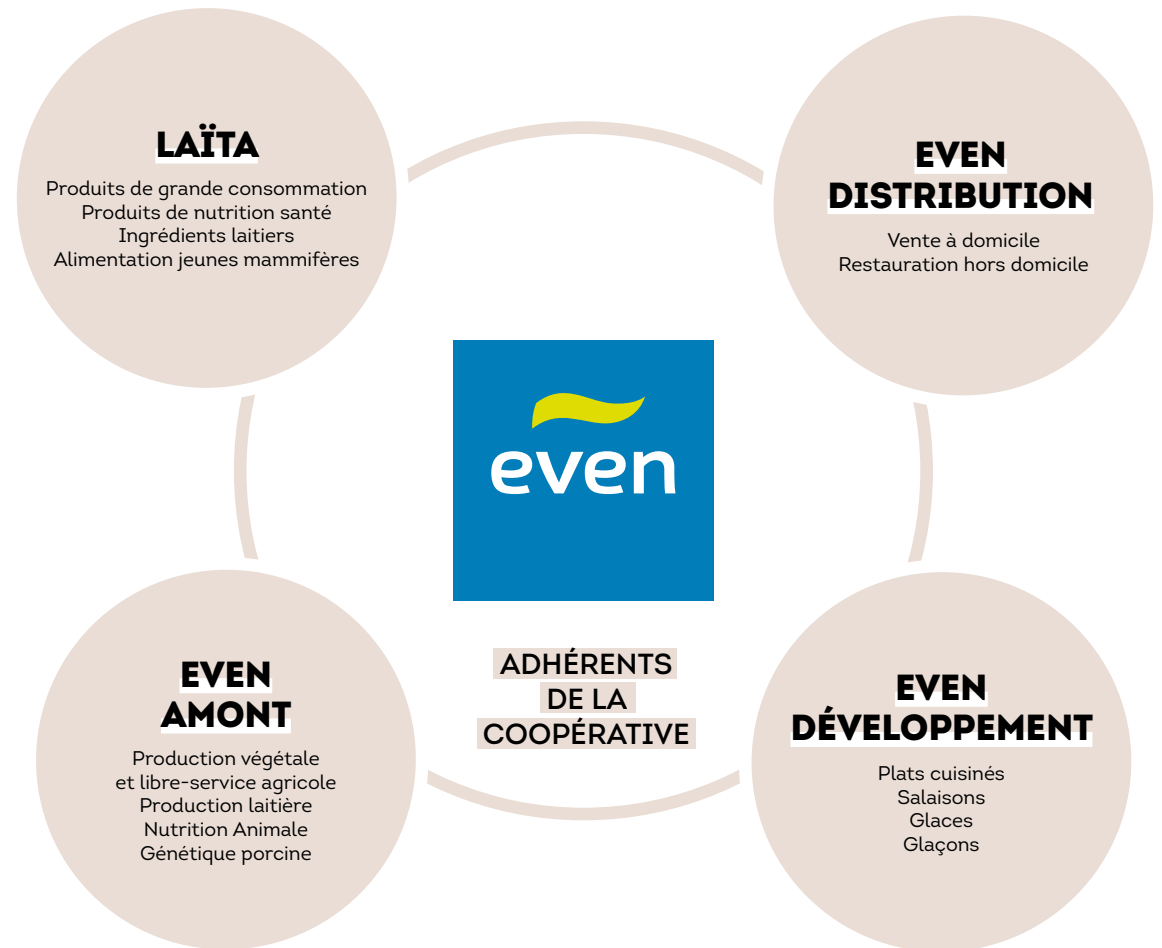 LAÏTA
Produits de grande consommation
Produits de nutrition santé
Ingrédients laitiers
Alimentation jeunes mammifères
EVEN
DISTRIBUTION
Vente à domicile
Restauration hors domicile
even
ADHÉRENTS
DE LA
COOPÉRATIVE
EVEN
AMONT
Production végétale
et libre-service agricole
Production laitière
Nutrition Animale
Génétique porcine
EVEN
DÉVELOPPEMENT
Plats cuisinés
Salaisons
Glaces
Glaçons